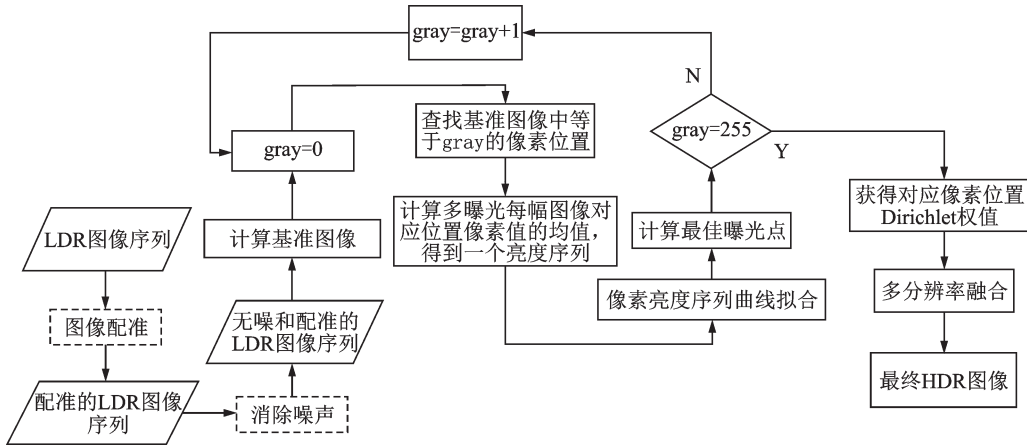 LDR图像序列
图像配准
配准的LDR图像
序列
消除噪声
无噪和配准的
LDR图像序列
计算基准图像
gray=0
gray=gray+1
查找基准图像中等
于gray的像素位置
计算多曝光每幅图像对
应位置像素值的均值，
得到一个亮度序列
像素亮度序列曲线拟合
计算最佳曝光点
gray=255
N
Y
获得对应像素位置
Dirichlet权值
多分辨率融合
最终HDR图像